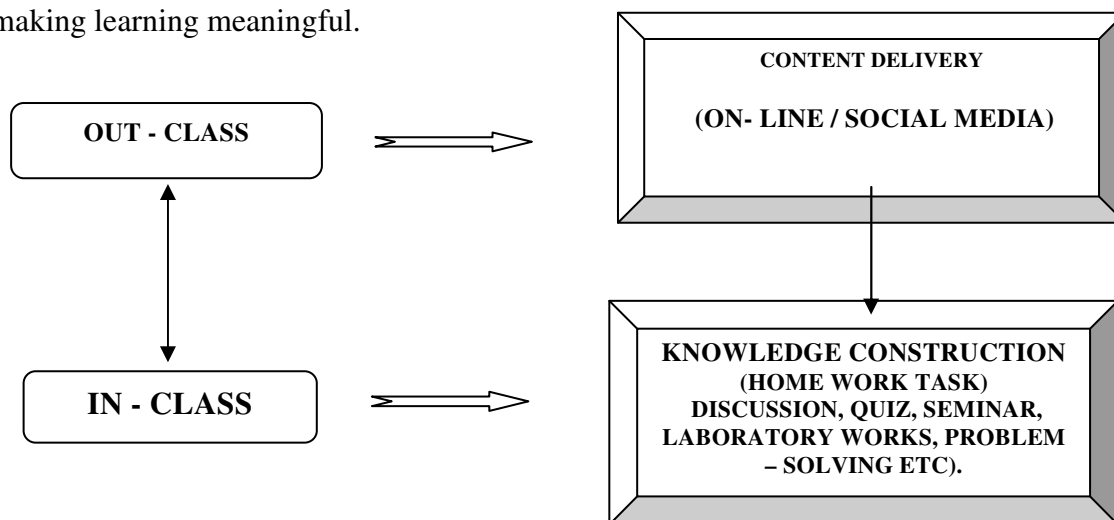 making learning meaningful.
CONTENT DELIVERY
(ON- LINE / SOCIAL MEDIA)
OUT - CLASS
KNOWLEDGE CONSTRUCTION
(HOME WORK TASK)
DISCUSSION, QUIZ, SEMINAR,
LABORATORY WORKS, PROBLEM
– SOLVING ETC).
IN - CLASS